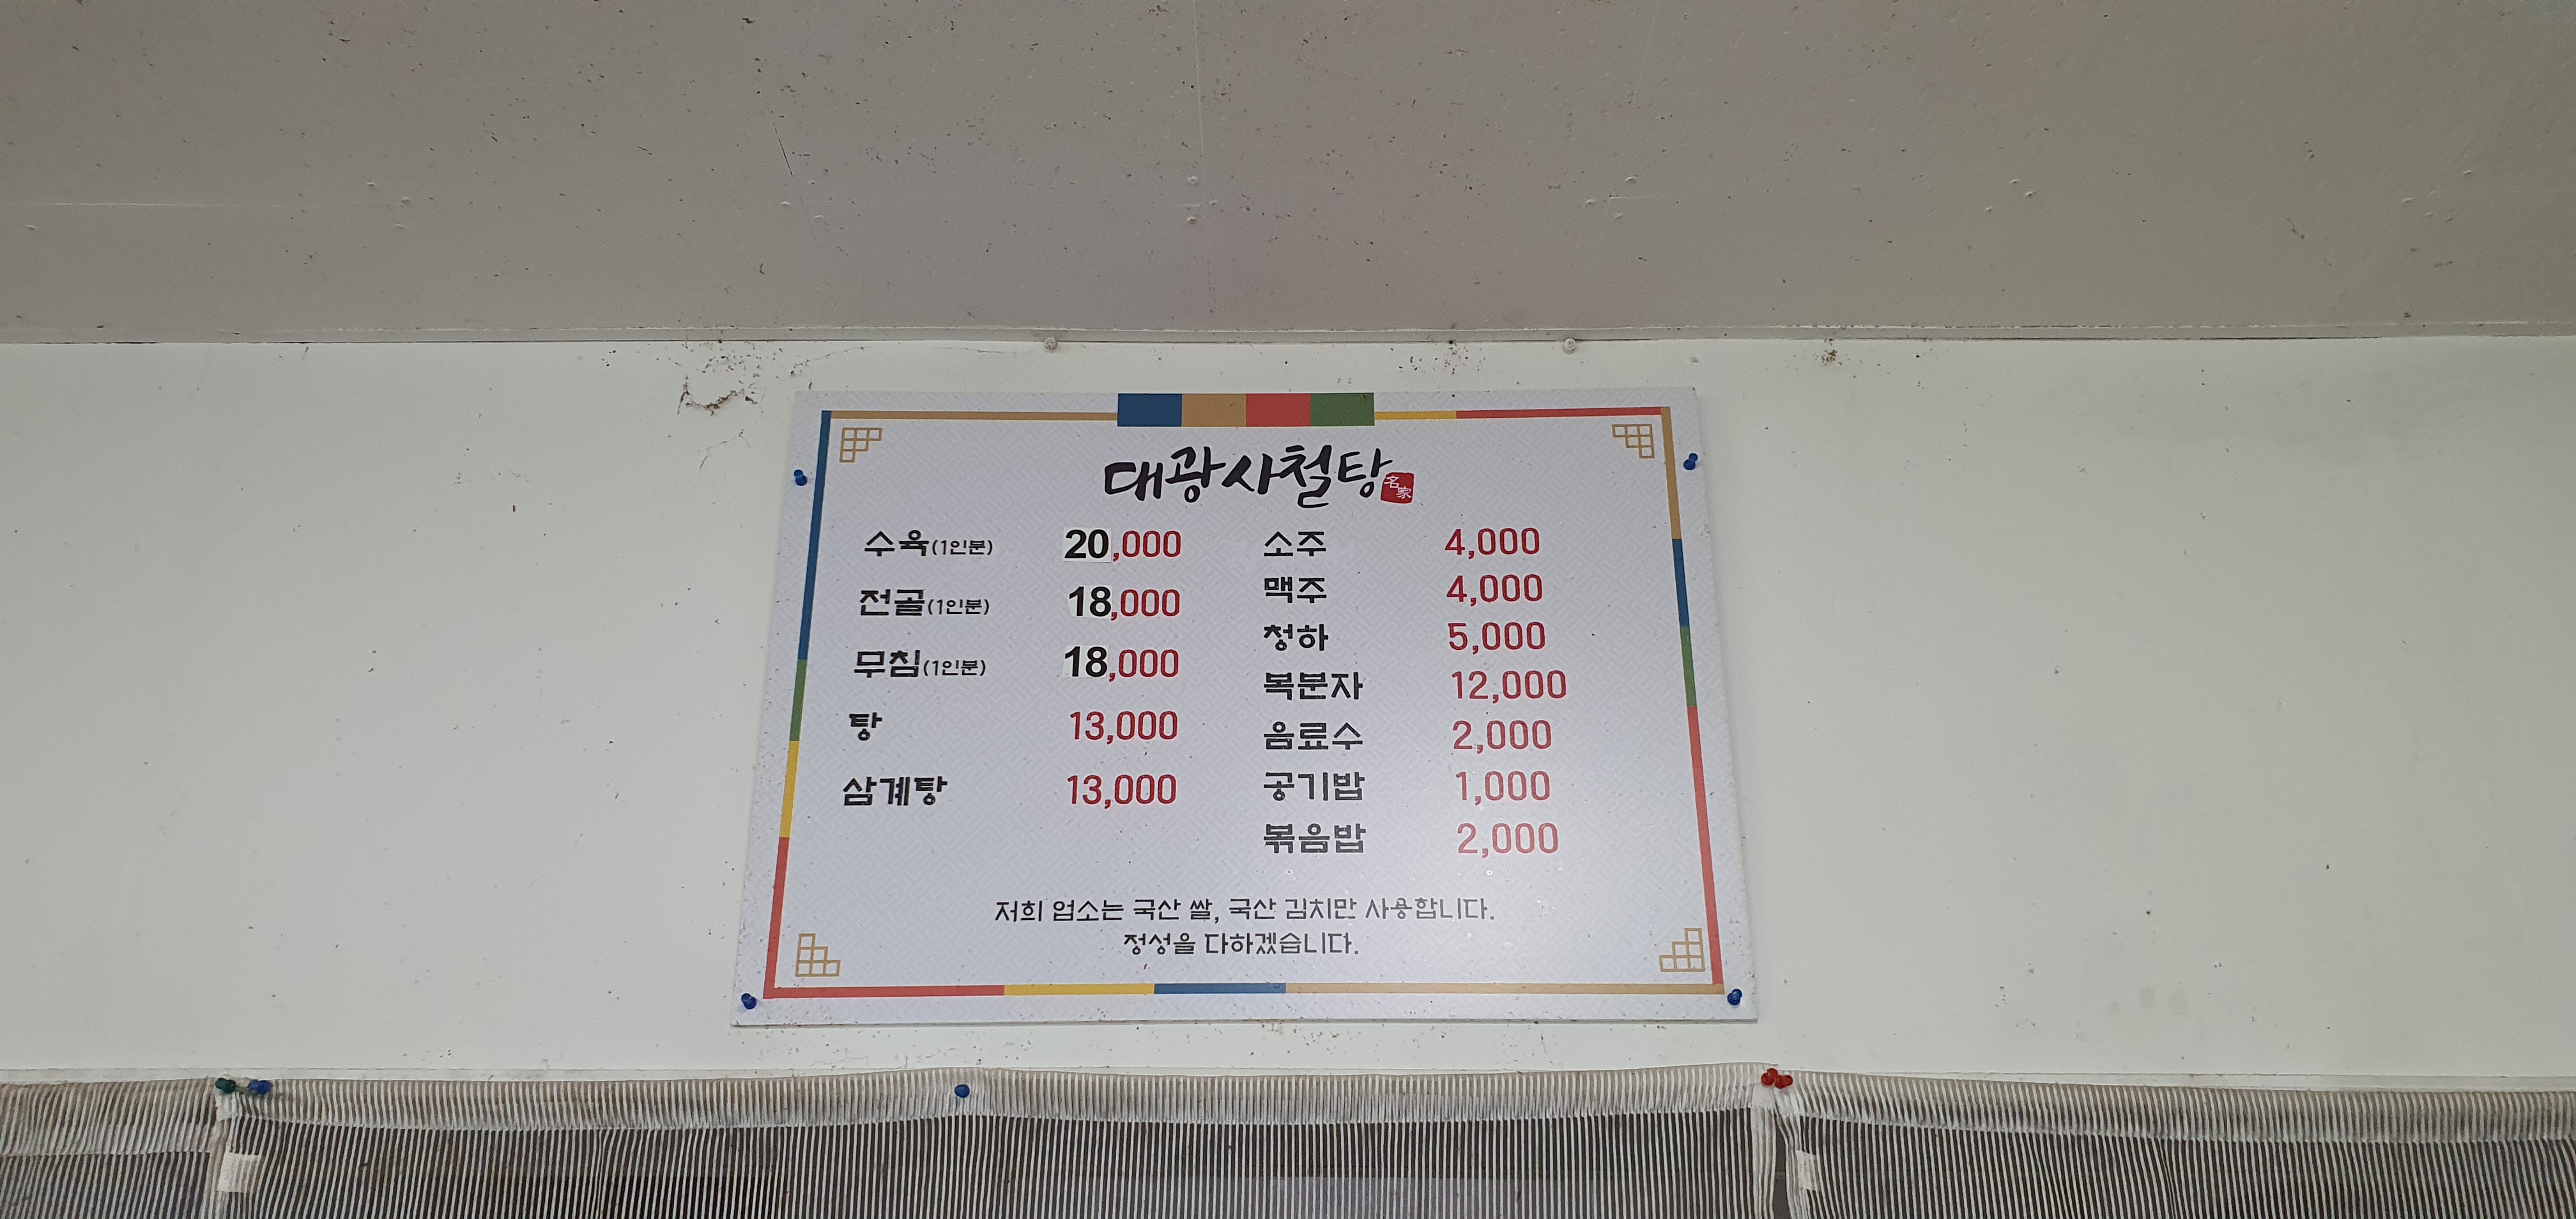 대광사철탕 名家
수육(1인분) 20,000
전골(1인분) 18,000
무침(1인분) 18,000
탕 13,000
삼계탕 13,000
소주 4,000
맥주 4,000
청하 5,000
복분자 12,000
음료수 2,000
공기밥 1,000
볶음밥 2,000
저희 업소는 국산 쌀, 국산 김치만 사용합니다.
정성을 다하겠습니다.